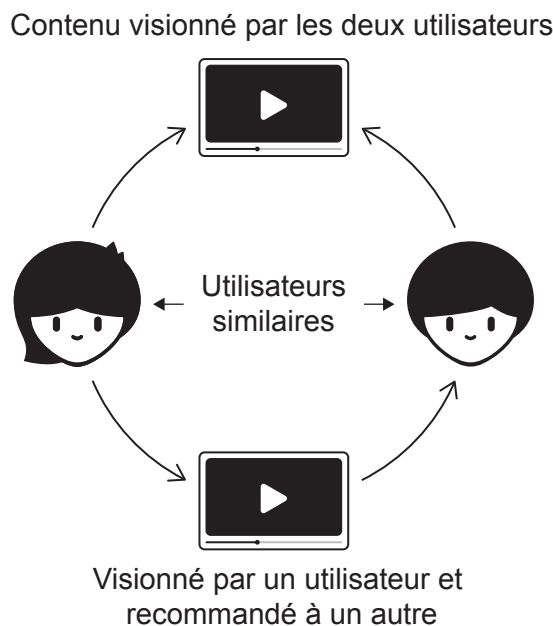 Contenu visionné par les deux utilisateurs
Utilisateurs
similaires
Visionné par un utilisateur et
recommandé à un autre